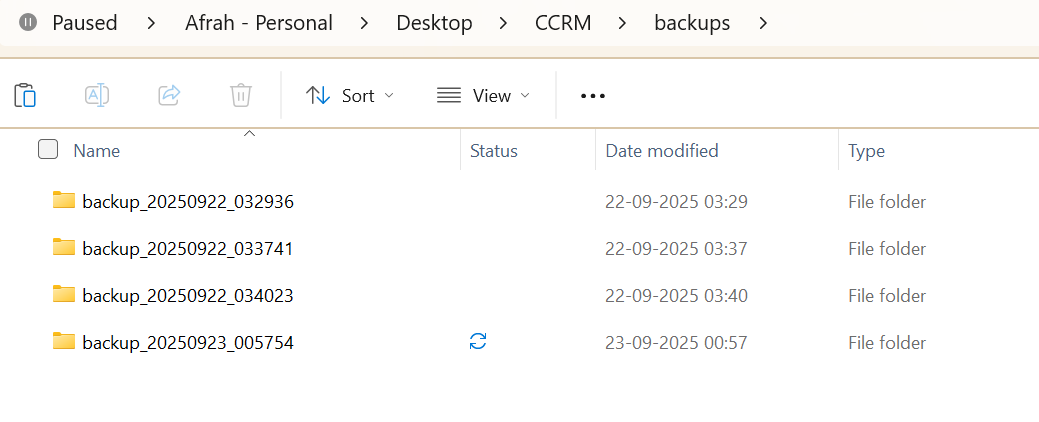 Paused > Afrah - Personal > Desktop > CCRM > backups >
Sort View •••
Name Status Date modified Type
backup_20250922_032936 22-09-2025 03:29 File folder
backup_20250922_033741 22-09-2025 03:37 File folder
backup_20250922_034023 22-09-2025 03:40 File folder
backup_20250923_005754 23-09-2025 00:57 File folder